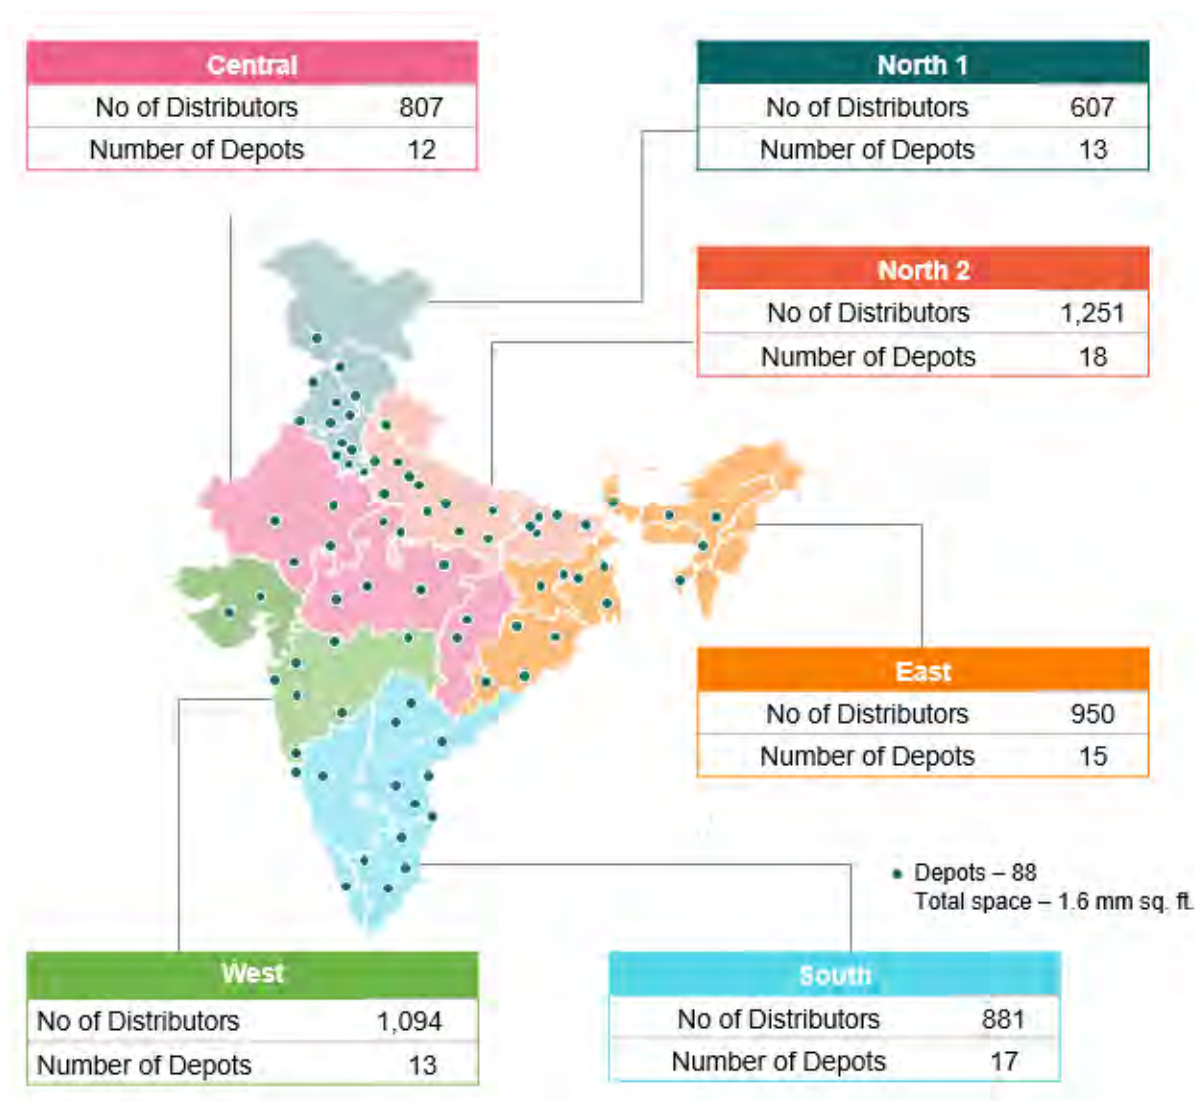 Central
No of Distributors 807
Number of Depots 12
North 1
No of Distributors 607
Number of Depots 13
North 2
No of Distributors 1,251
Number of Depots 18
East
No of Distributors 950
Number of Depots 15
Depots – 88
Total space – 1.6 mm sq. ft.
West
No of Distributors 1,094
Number of Depots 13
South
No of Distributors 881
Number of Depots 17